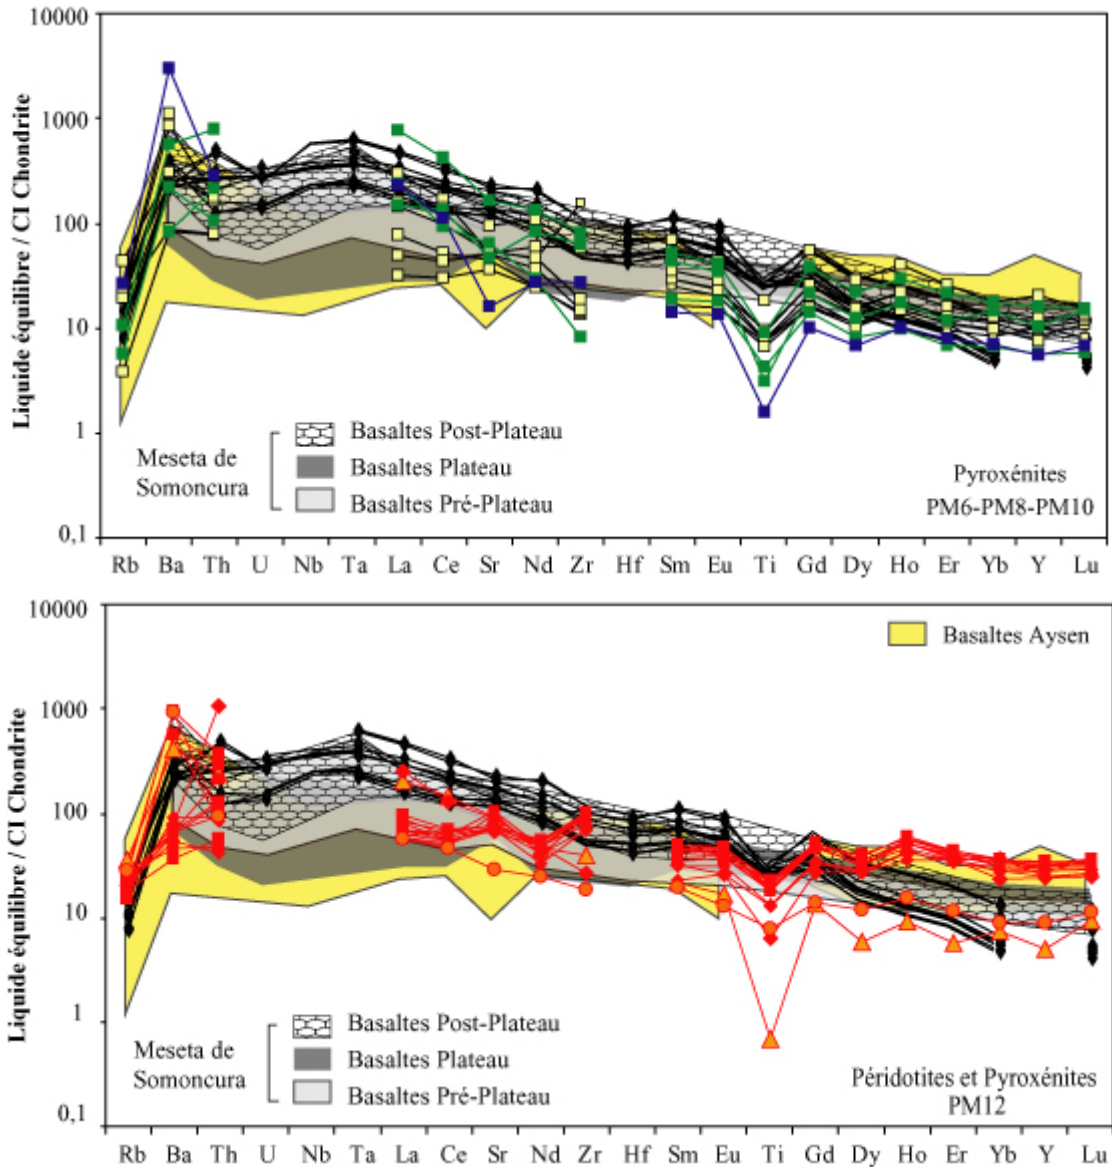 10000
1000
100
10
1
0,1
Liquide équilibre / CI Chondrite
Meseta de
Somoncura
Basaltes Post-Plateau
Basaltes Plateau
Basaltes Pré-Plateau
Pyroxénites
PM6-PM8-PM10
Rb Ba Th U Nb Ta La Ce Sr Nd Zr Hf Sm Eu Ti Gd Dy Ho Er Yb Y Lu
10000
1000
100
10
1
0,1
Liquide équilibre / CI Chondrite
Basaltes Aysen
Meseta de
Somoncura
Basaltes Post-Plateau
Basaltes Plateau
Basaltes Pré-Plateau
Péridotites et Pyroxénites
PM12
Rb Ba Th U Nb Ta La Ce Sr Nd Zr Hf Sm Eu Ti Gd Dy Ho Er Yb Y Lu